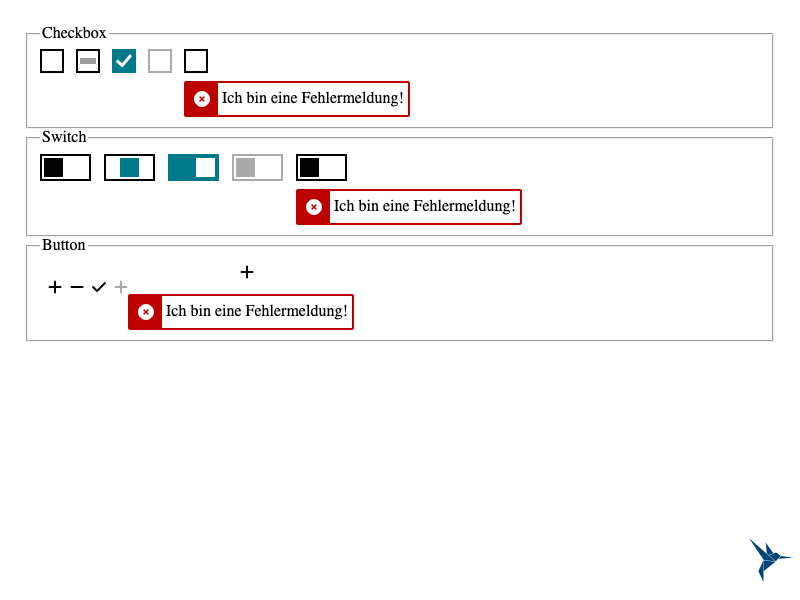 Checkbox
Ich bin eine Fehlermeldung!
Switch
Ich bin eine Fehlermeldung!
Button
Ich bin eine Fehlermeldung!